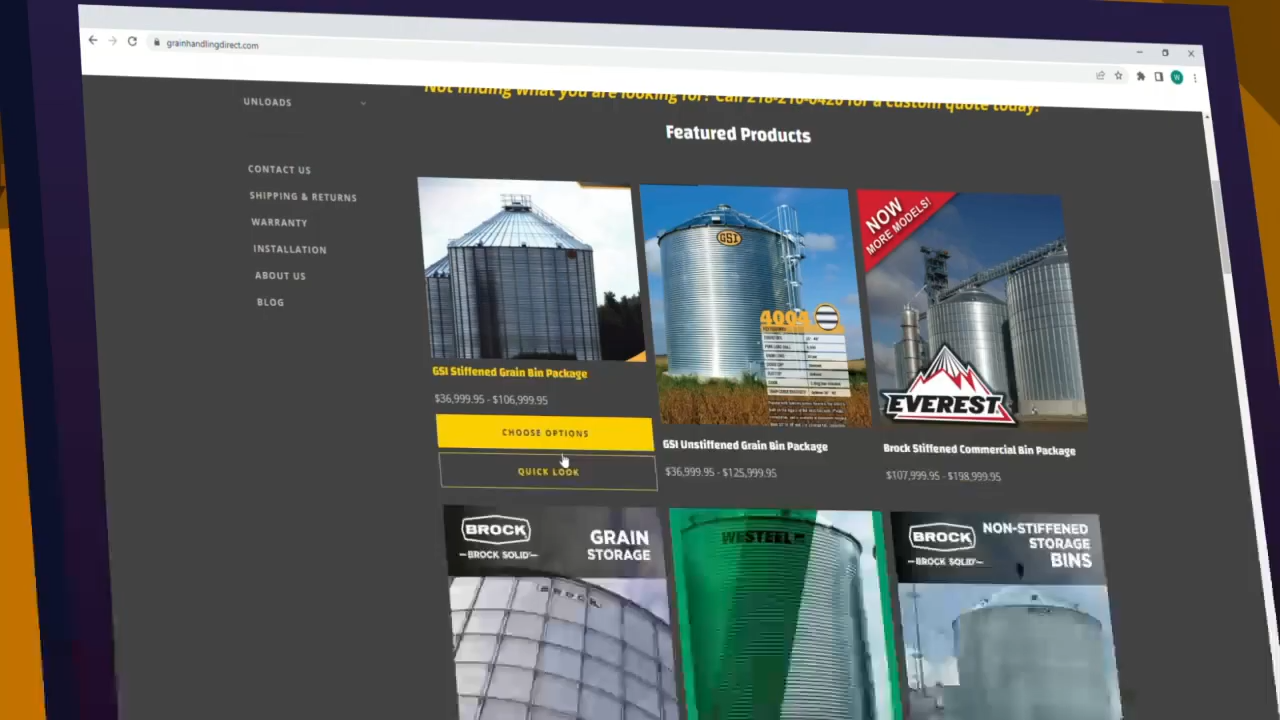 grainhandlingdirect.com
W
UNLOADS
Not finding what you are looking for? Call 218-210-0420 for a custom quote today!
Featured Products
CONTACT US
SHIPPING & RETURNS
WARRANTY
INSTALLATION
ABOUT US
BLOG
GSI
400A
NOW
MORE MODELS!
EVEREST
GSI Stiffened Grain Bin Package
$36,999.95 - $106,999.95
CHOOSE OPTIONS
QUICK LOOK
GSI Unstiffened Grain Bin Package
$36,999.95 - $125,999.95
Brock Stiffened Commercial Bin Package
$107,999.95 - $198,999.95
BROCK
BROCK SOLID
GRAIN
STORAGE
BROCK
WESTEEL
BROCK
BROCK SOLID
NON-STIFFENED
STORAGE
BINS